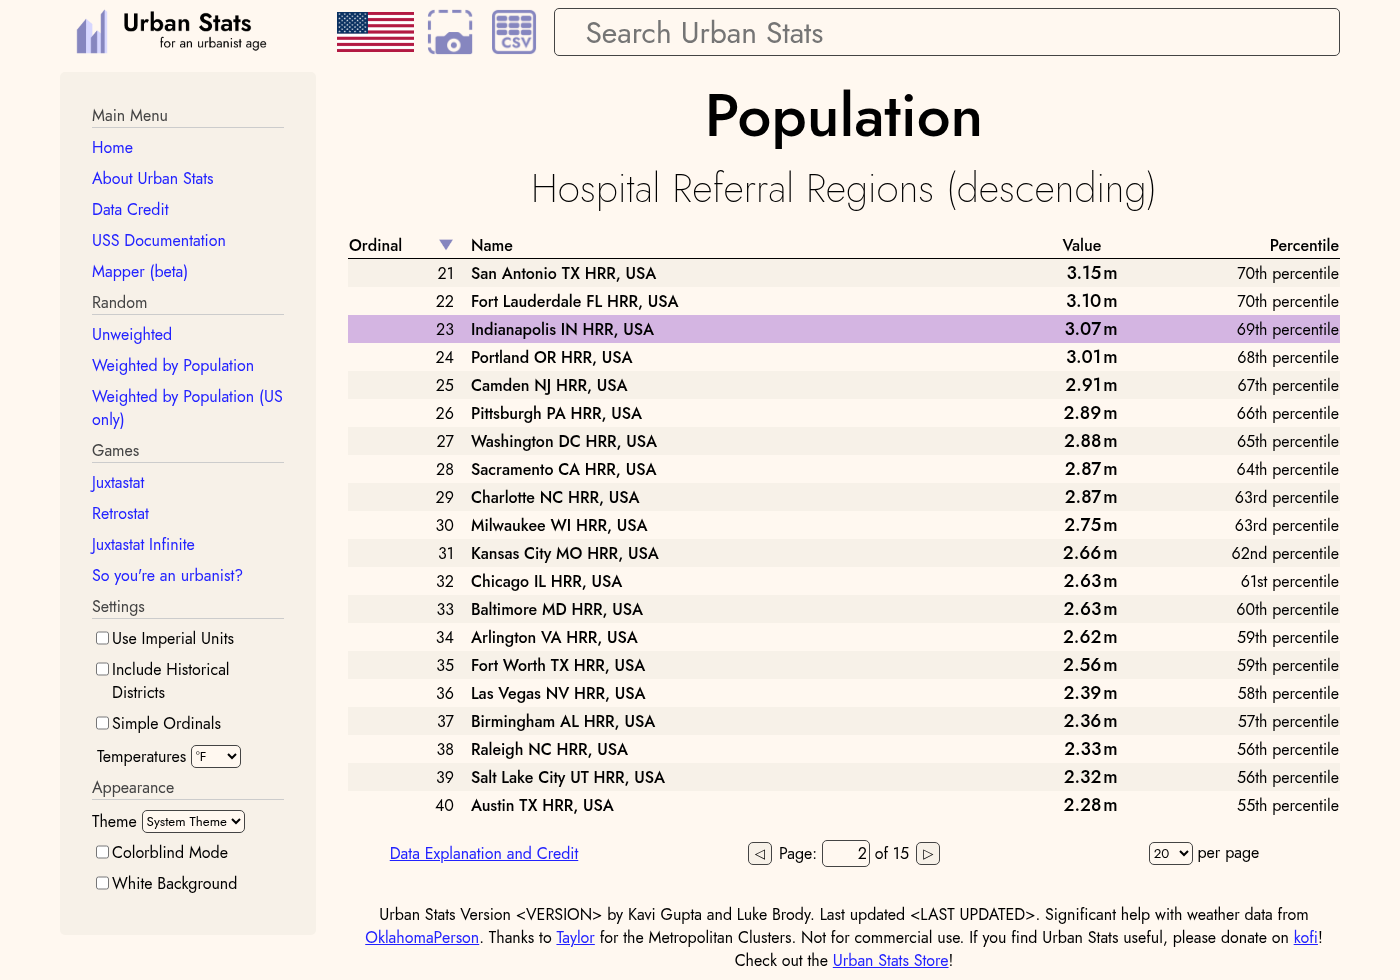 Urban Stats
for an urbanist age
CSV
Search Urban Stats
Main Menu
Home
About Urban Stats
Data Credit
USS Documentation
Mapper (beta)
Random
Unweighted
Weighted by Population
Weighted by Population (US
only)
Games
Juxtastat
Retrostat
Juxtastat Infinite
So you're an urbanist?
Settings
Use Imperial Units
Include Historical
Districts
Simple Ordinals
Temperatures °F
Appearance
Theme System Theme
Colorblind Mode
White Background
Population
Hospital Referral Regions (descending)
Ordinal Name Value Percentile
21 San Antonio TX HRR, USA 3.15 m 70th percentile
22 Fort Lauderdale FL HRR, USA 3.10 m 70th percentile
23 Indianapolis IN HRR, USA 3.07 m 69th percentile
24 Portland OR HRR, USA 3.01 m 68th percentile
25 Camden NJ HRR, USA 2.91 m 67th percentile
26 Pittsburgh PA HRR, USA 2.89 m 66th percentile
27 Washington DC HRR, USA 2.88 m 65th percentile
28 Sacramento CA HRR, USA 2.87 m 64th percentile
29 Charlotte NC HRR, USA 2.87 m 63rd percentile
30 Milwaukee WI HRR, USA 2.75 m 63rd percentile
31 Kansas City MO HRR, USA 2.66 m 62nd percentile
32 Chicago IL HRR, USA 2.63 m 61st percentile
33 Baltimore MD HRR, USA 2.63 m 60th percentile
34 Arlington VA HRR, USA 2.62 m 59th percentile
35 Fort Worth TX HRR, USA 2.56 m 59th percentile
36 Las Vegas NV HRR, USA 2.39 m 58th percentile
37 Birmingham AL HRR, USA 2.36 m 57th percentile
38 Raleigh NC HRR, USA 2.33 m 56th percentile
39 Salt Lake City UT HRR, USA 2.32 m 56th percentile
40 Austin TX HRR, USA 2.28 m 55th percentile
Data Explanation and Credit Page: 2 of 15 20 per page
Urban Stats Version <VERSION> by Kavi Gupta and Luke Brody. Last updated <LAST UPDATED>. Significant help with weather data from
OklahomaPerson. Thanks to Taylor for the Metropolitan Clusters. Not for commercial use. If you find Urban Stats useful, please donate on kofi!
Check out the Urban Stats Store!